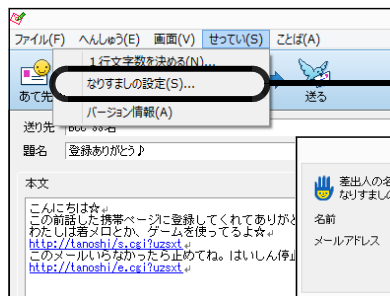 ファイル(F) へんしゅう(E) 画面(V) せってい(S) ことば(A)
1行文字数を決める(N)...
なりすましの設定(S)...
バージョン情報(A)
あて先
送る
送り先
題名 登録ありがとう♪
本文
こんにちは☆↵
この前話した携帯ページに登録してくれてありがと
わたしは着メロとか、ゲームを使ってるよ☆↵
http://tanoshi/s.cgi?uzsxt↵
このメールいらなかったら止めてね。はいしん停止
http://tanoshi/e.cgi?uzsxt↵
差出人の名
なりすましの
名前
メールアドレス